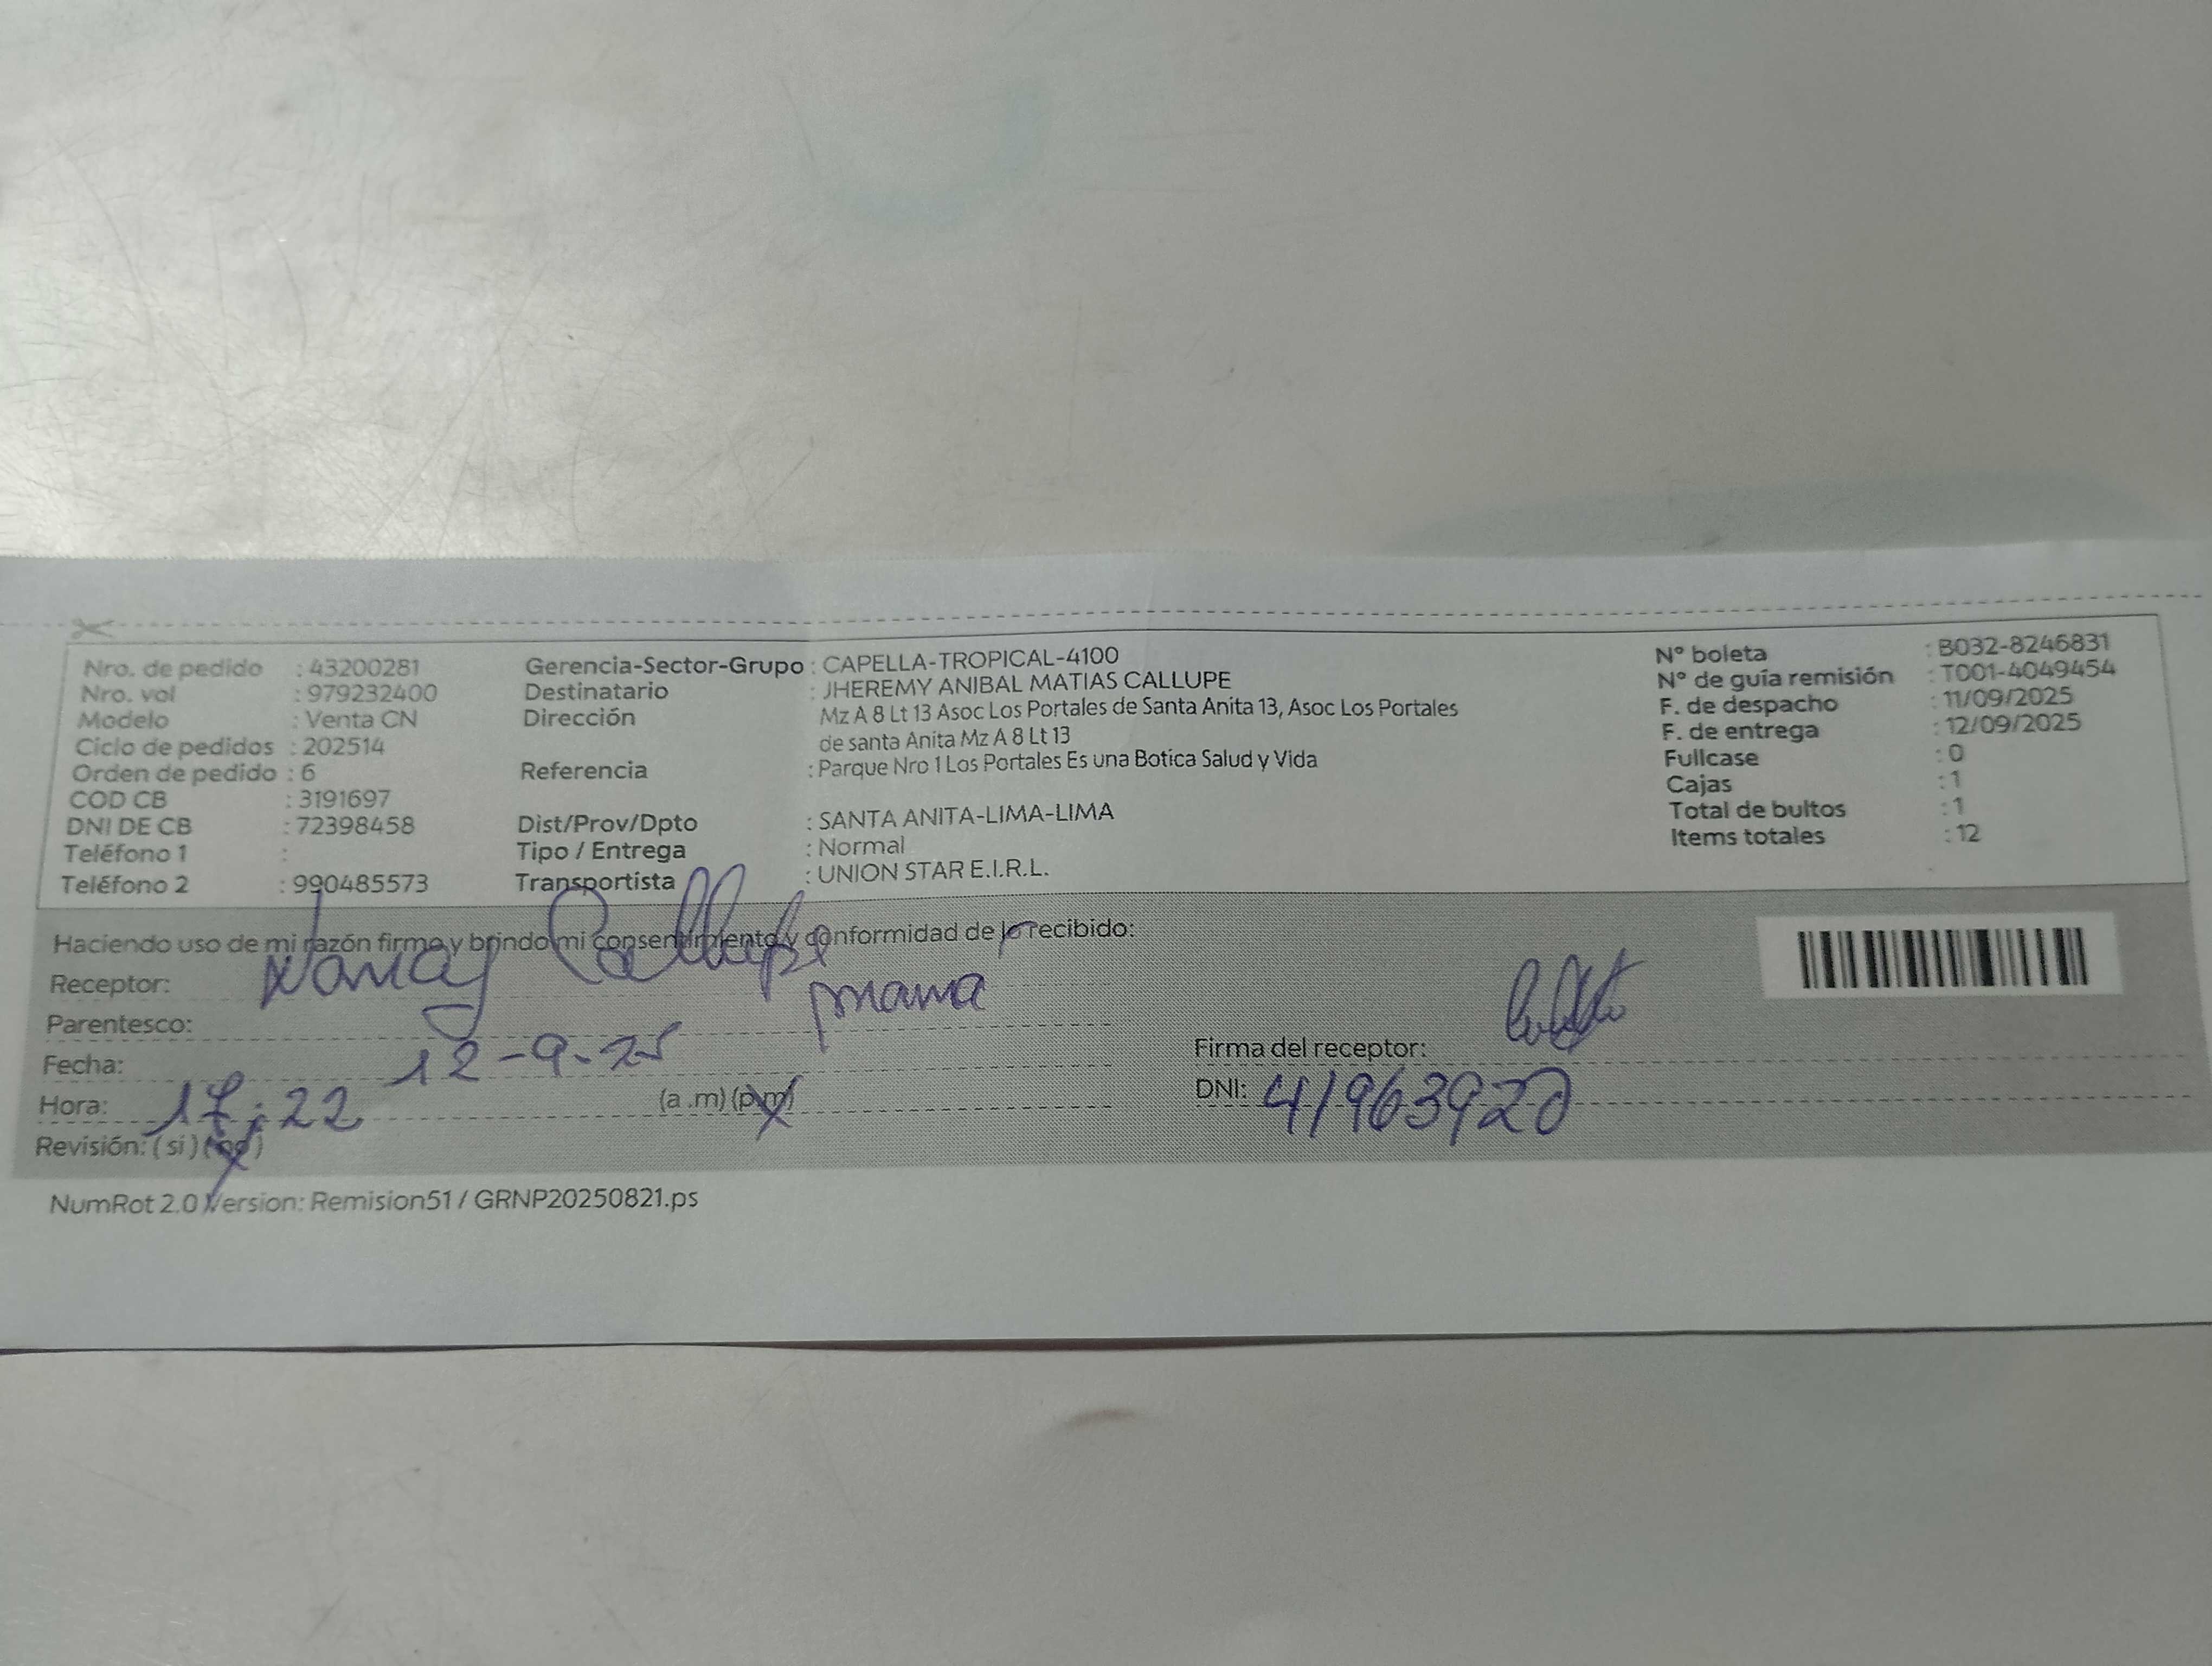 Nro. de pedido : 43200281
Nro. vol : 979232400
Modelo : Venta CN
Ciclo de pedidos : 202514
Orden de pedido : 6
COD CB : 3191697
DNI DE CB : 72398458
Teléfono 1 :
Teléfono 2 : 990485573
Gerencia-Sector-Grupo : CAPELLA-TROPICAL-4100
Destinatario : JHEREMY ANIBAL MATIAS CALLUPE
Dirección Mz A 8 Lt 13 Asoc Los Portales de Santa Anita 13, Asoc Los Portales
de santa Anita Mz A 8 Lt 13
Referencia : Parque Nro 1 Los Portales Es una Botica Salud y Vida
Dist/Prov/Dpto : SANTA ANITA-LIMA-LIMA
Tipo / Entrega : Normal
Transportista : UNION STAR E.I.R.L.
N° boleta : B032-8246831
N° de guía remisión : T001-4049454
F. de despacho : 11/09/2025
F. de entrega : 12/09/2025
Fullcase : 0
Cajas : 1
Total de bultos : 1
Items totales : 12
Haciendo uso de mi razón firmo y brindo mi consentimiento y conformidad de lo recibido:
Receptor: Callupe
Parentesco: mama
Fecha: 12-9-25
Hora: 17:22 (a .m) (p.m)
Revisión: ( si ) ( no )
Firma del receptor:
DNI: 41963920
NumRot 2.0 Version: Remision51 / GRNP20250821.ps